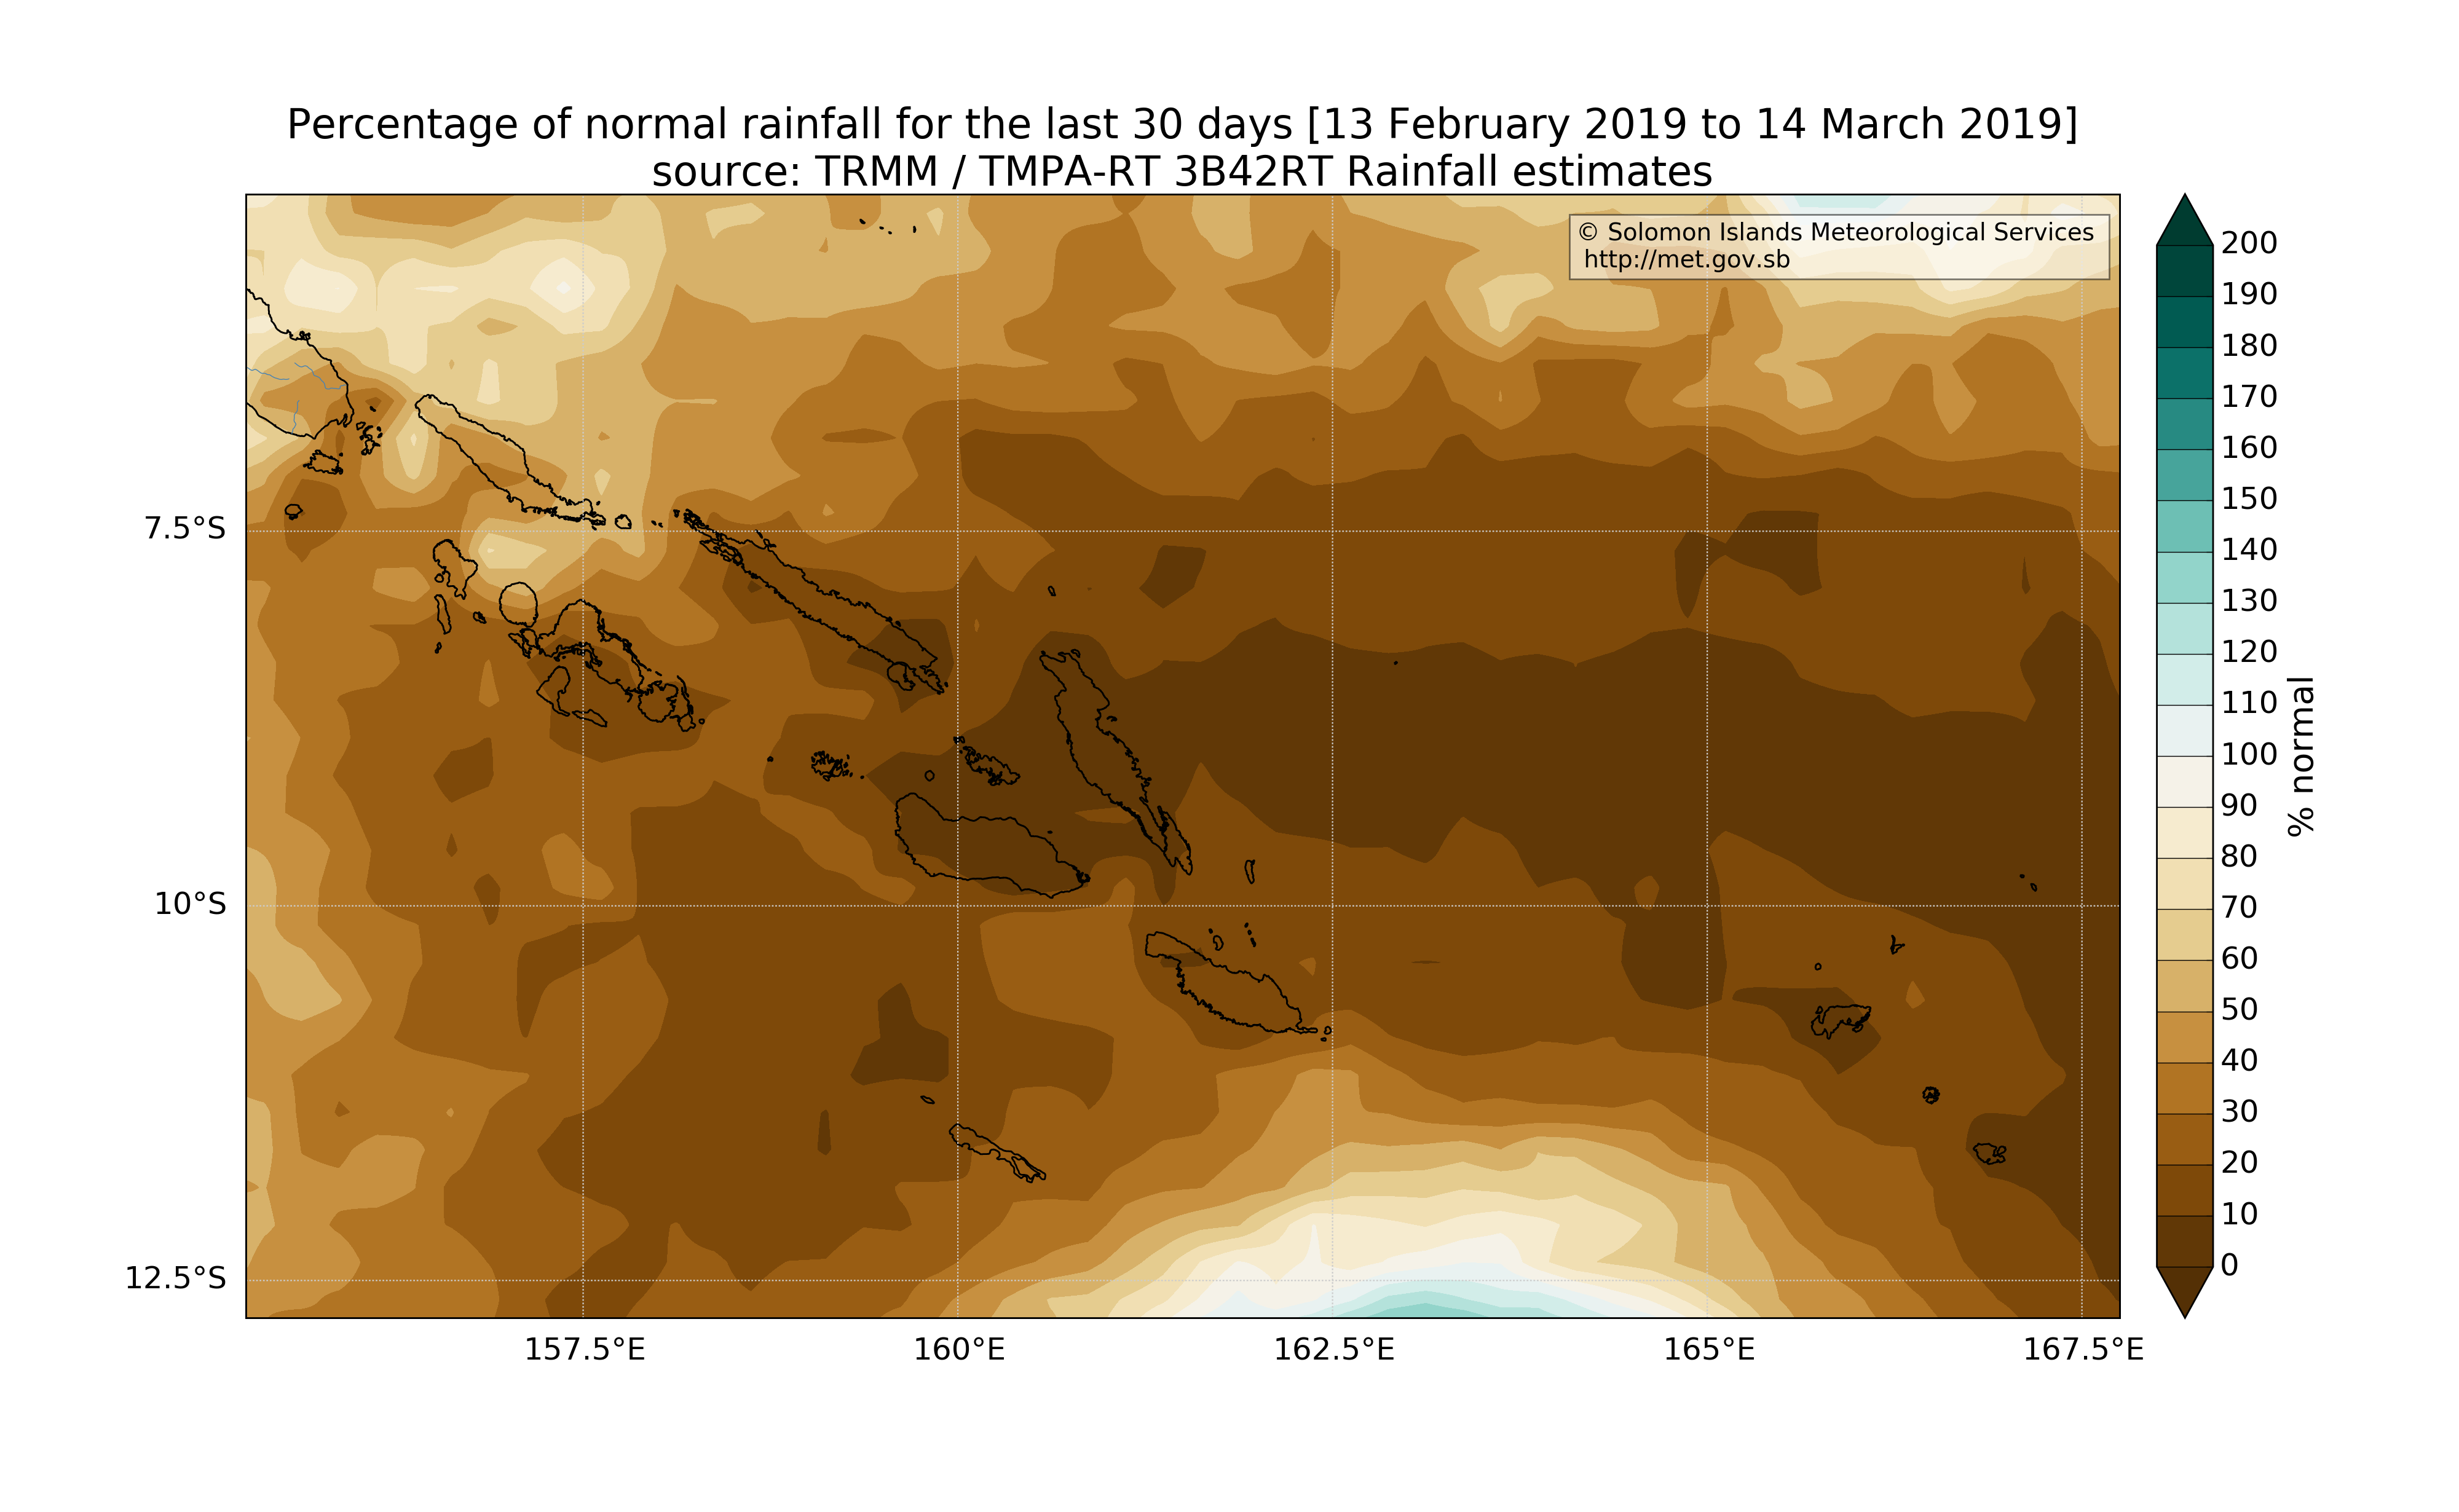 Percentage of normal rainfall for the last 30 days [13 February 2019 to 14 March 2019]
source: TRMM / TMPA-RT 3B42RT Rainfall estimates
© Solomon Islands Meteorological Services
http://met.gov.sb
7.5°S
10°S
12.5°S
157.5°E
160°E
162.5°E
165°E
167.5°E
200
190
180
170
160
150
140
130
120
110
100
90
80
70
60
50
40
30
20
10
0
% normal